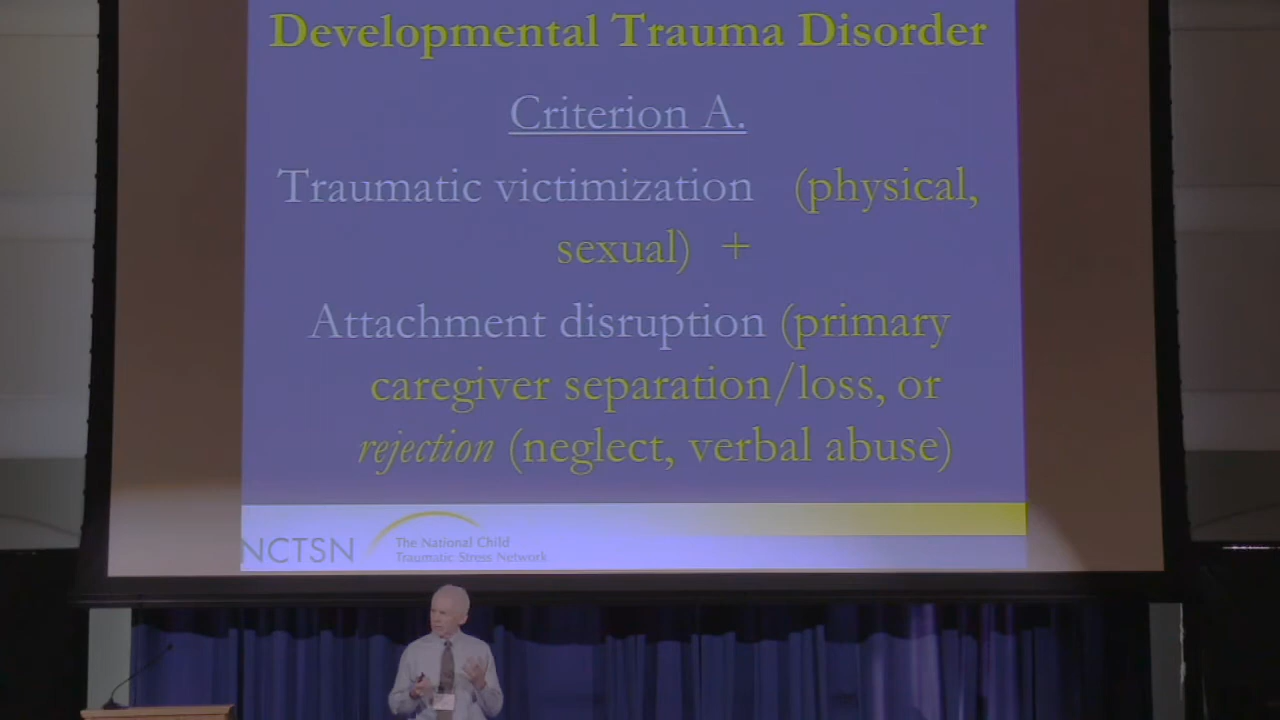 Developmental Trauma Disorder
Criterion A.
Traumatic victimization (physical,
sexual) +
Attachment disruption (primary
caregiver separation/loss, or
rejection (neglect, verbal abuse)
NCTSN
The National Child
Traumatic Stress Network